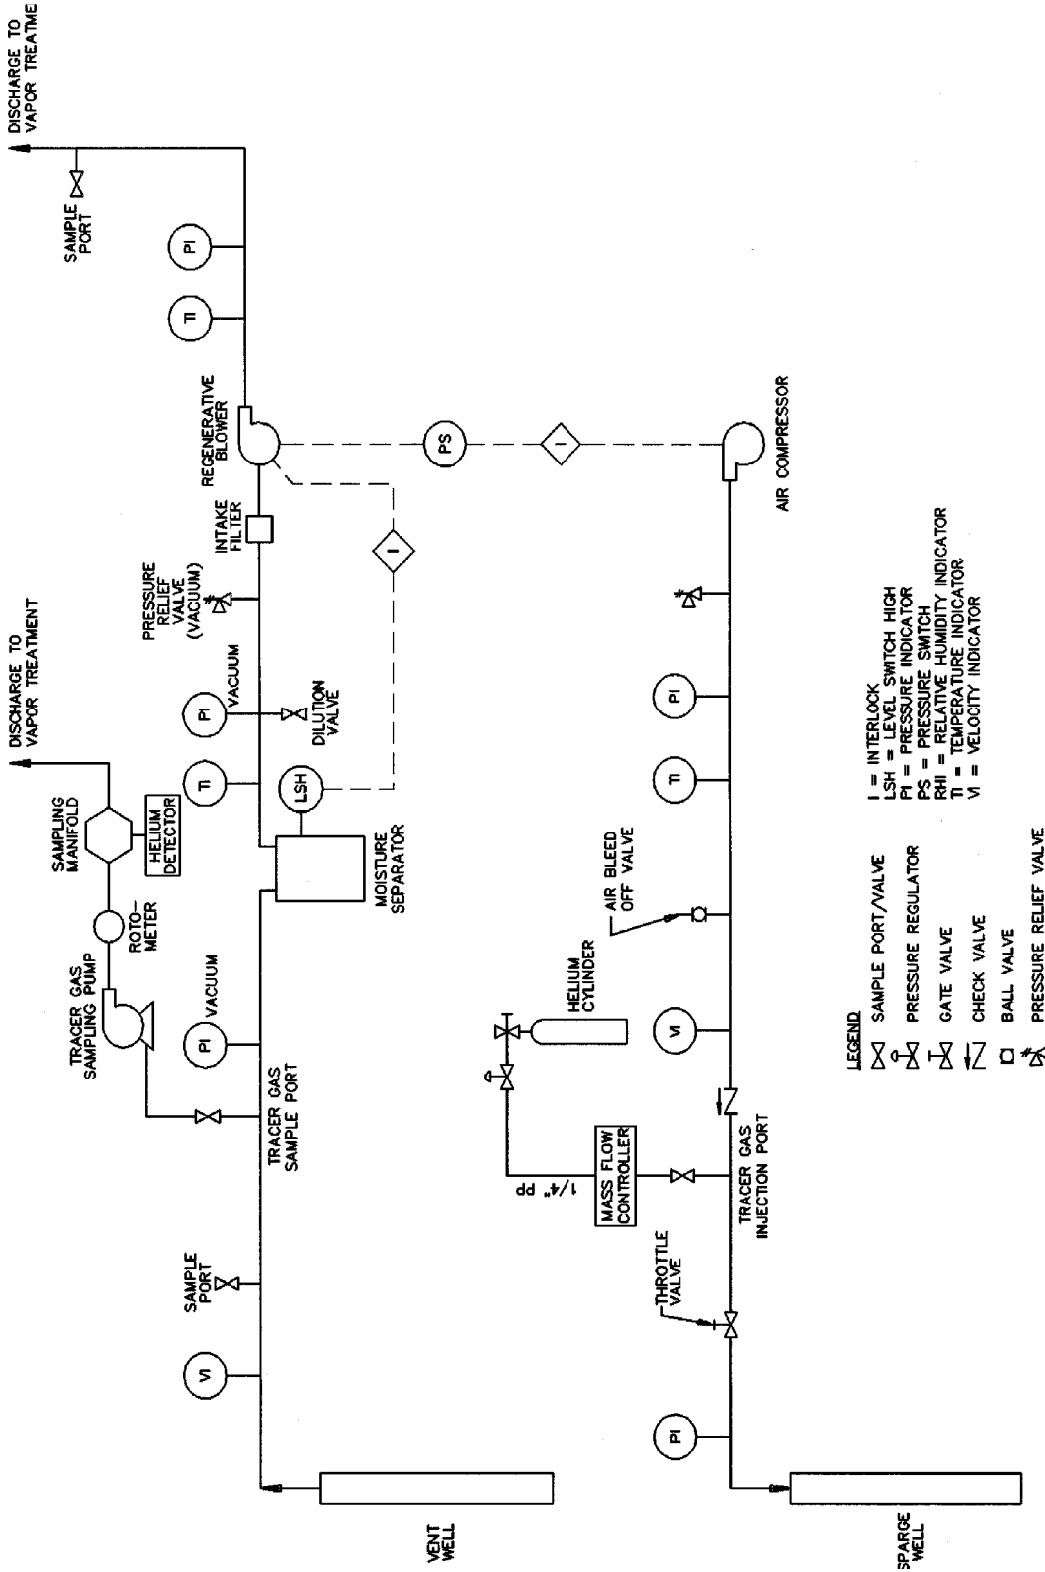 DISCHARGE TO
VAPOR TREATME
SAMPLE
PORT
PI
TI
REGENERATIVE
BLOWER
INTAKE
FILTER
PRESSURE
RELIEF
VALVE
(VACUUM)
PS
I
I
AIR COMPRESSOR
DISCHARGE TO
VAPOR TREATMENT
SAMPLING
MANIFOLD
HELIUM
DETECTOR
ROTO-
METER
TRACER GAS
SAMPLING PUMP
PI
VACUUM
TI
DILUTION
VALVE
LSH
MOISTURE
SEPARATOR
PI
VACUUM
TRACER GAS
SAMPLE PORT
SAMPLE
PORT
VI
VENT
WELL
PI
TI
AIR BLEED
OFF VALVE
HELIUM
CYLINDER
VI
1/4" PP
MASS FLOW
CONTROLLER
TRACER GAS
INJECTION PORT
THROTTLE
VALVE
PI
SPARGE
WELL
LEGEND
SAMPLE PORT/VALVE
PRESSURE REGULATOR
GATE VALVE
CHECK VALVE
BALL VALVE
PRESSURE RELIEF VALVE
I = INTERLOCK
LSH = LEVEL SWITCH HIGH
PI = PRESSURE INDICATOR
PS = PRESSURE SWITCH
RHI = RELATIVE HUMIDITY INDICATOR
TI = TEMPERATURE INDICATOR
VI = VELOCITY INDICATOR